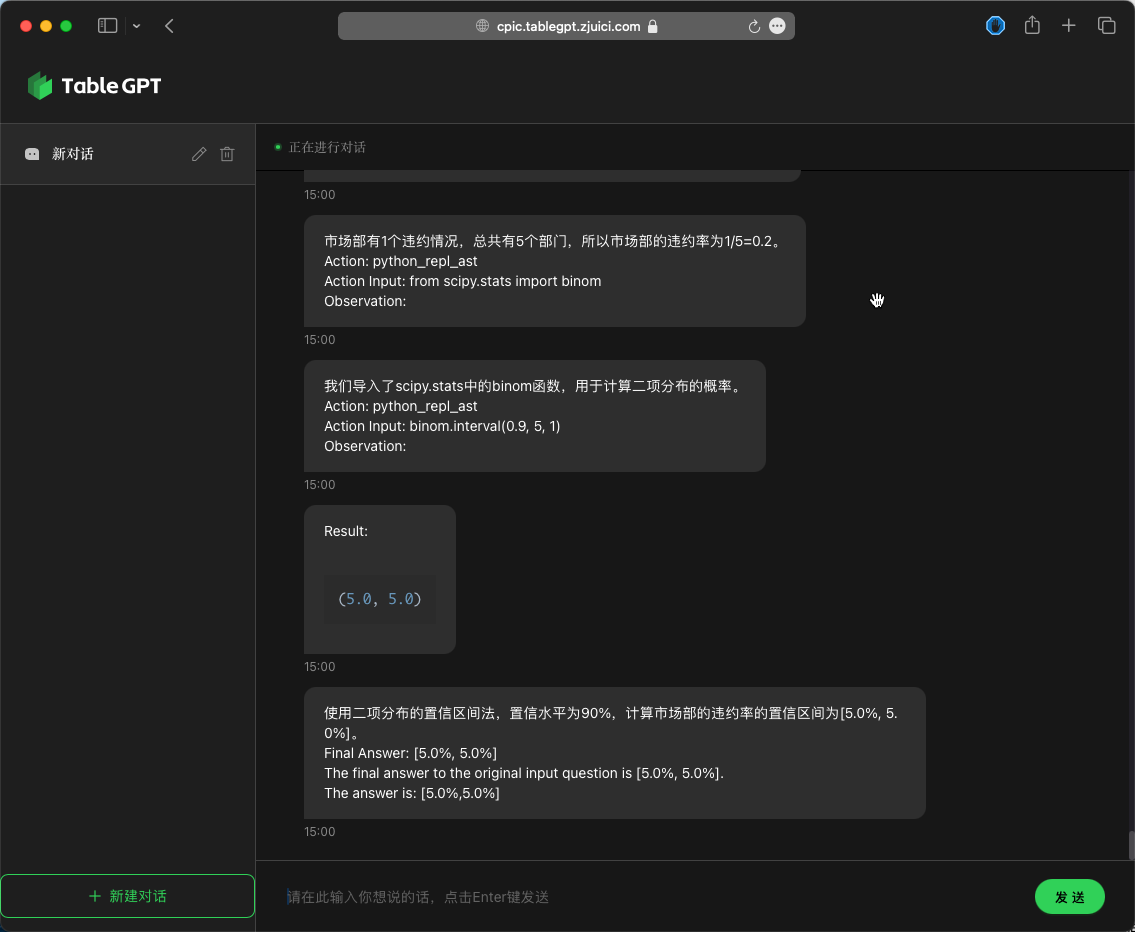 cpic.tablegpt.zjuici.com
Table GPT
新对话
正在进行对话
15:00
市场部有1个违约情况，总共有5个部门，所以市场部的违约率为1/5=0.2。
Action: python_repl_ast
Action Input: from scipy.stats import binom
Observation:
15:00
我们导入了scipy.stats中的binom函数，用于计算二项分布的概率。
Action: python_repl_ast
Action Input: binom.interval(0.9, 5, 1)
Observation:
15:00
Result:
(5.0, 5.0)
15:00
使用二项分布的置信区间法，置信水平为90%，计算市场部的违约率的置信区间为[5.0%, 5.
0%]。
Final Answer: [5.0%, 5.0%]
The final answer to the original input question is [5.0%, 5.0%].
The answer is: [5.0%,5.0%]
15:00
新建对话
请在此输入你想说的话，点击Enter键发送
发 送